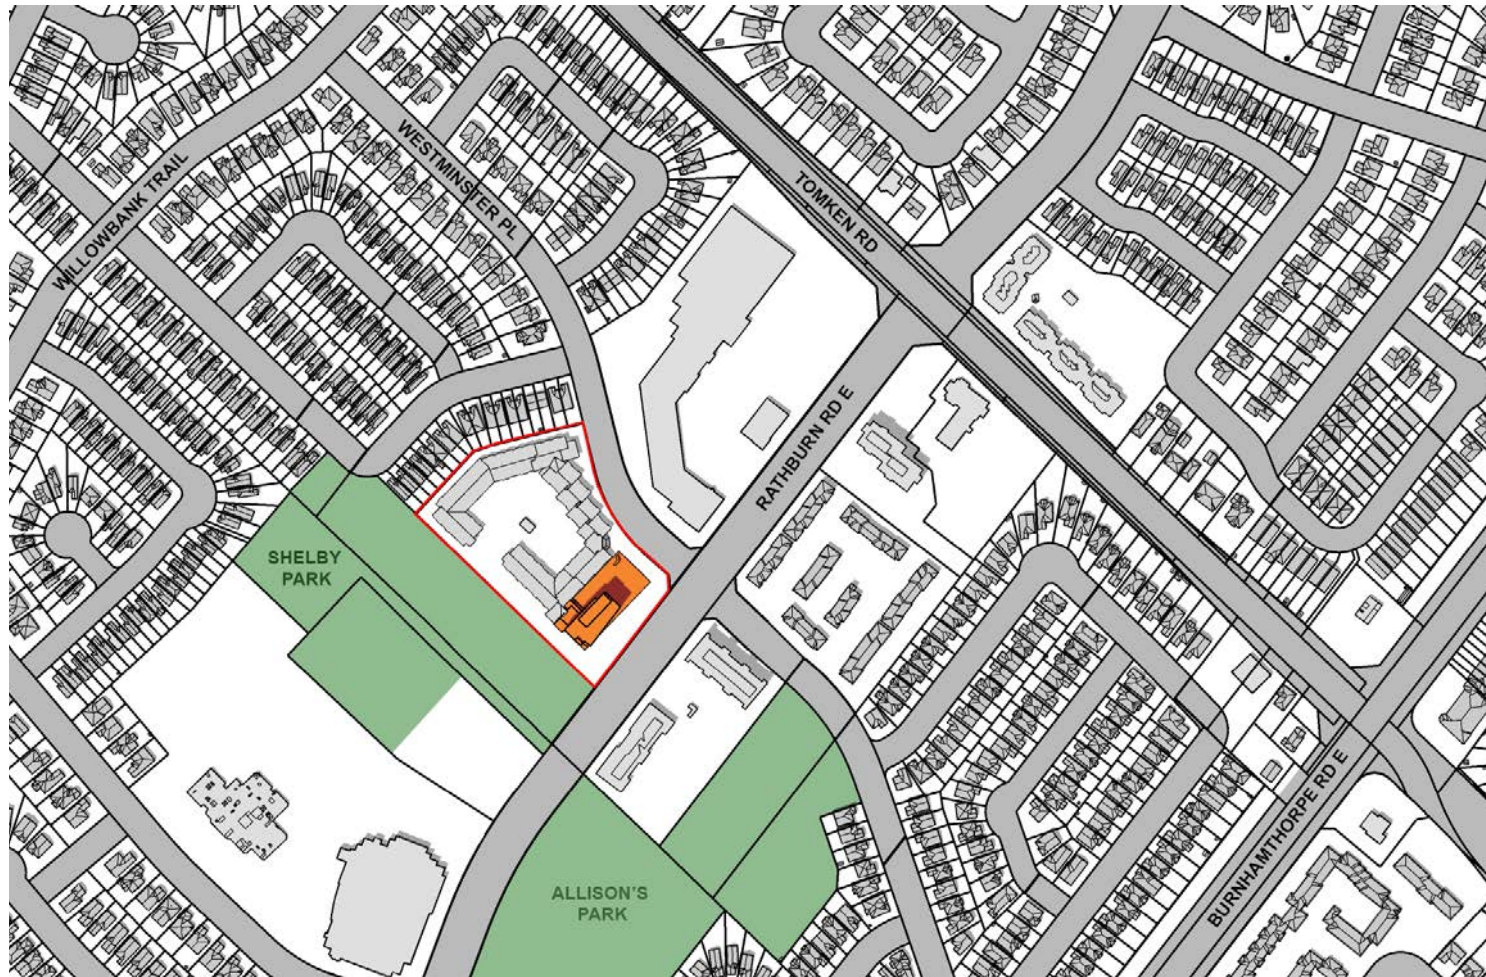 WESTMINSTER PL
WILLOWBANK TRAIL
TOMKEN RD
RATHBURN RD E
SHELBY
PARK
ALLISON'S
PARK
BURNHAMTHORPE RD E